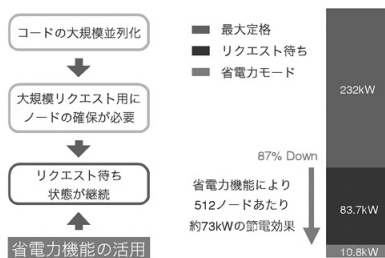 コードの大規模並列化
大規模リクエスト用に
ノードの確保が必要
リクエスト待ち
状態が継続
省電力機能の活用
最大定格
リクエスト待ち
省電力モード
87% Down
省電力機能により
512ノードあたり
約73kWの節電効果
232kW
83.7kW
10.8kW